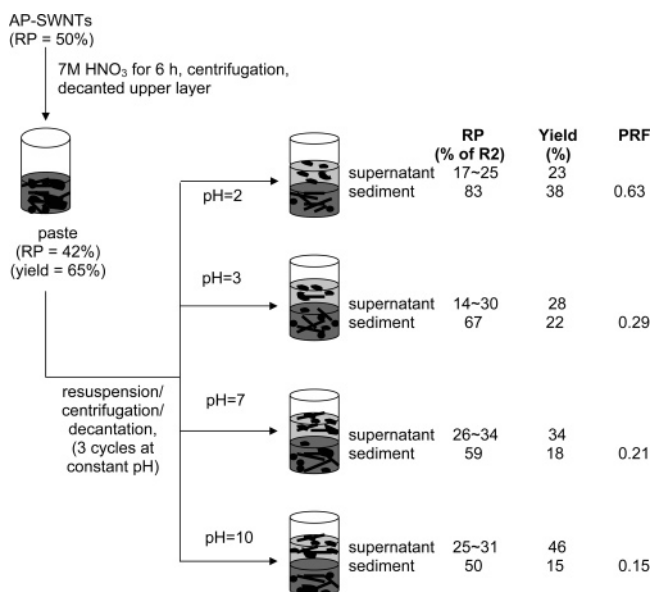 AP-SWNTs
(RP = 50%)
7M HNO₃ for 6 h, centrifugation,
decanted upper layer
paste
(RP = 42%)
(yield = 65%)
resuspension/
centrifugation/
decantation,
(3 cycles at
constant pH)
RP Yield PRF
(% of R2) (%)
pH=2
supernatant 17~25 23
sediment 83 38 0.63
pH=3
supernatant 14~30 28
sediment 67 22 0.29
pH=7
supernatant 26~34 34
sediment 59 18 0.21
pH=10
supernatant 25~31 46
sediment 50 15 0.15